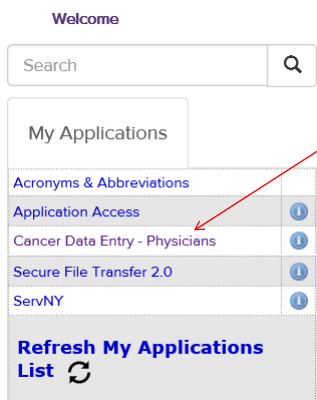 Welcome
Search
My Applications
Acronyms & Abbreviations
Application Access
Cancer Data Entry - Physicians
Secure File Transfer 2.0
ServNY
Refresh My Applications
List